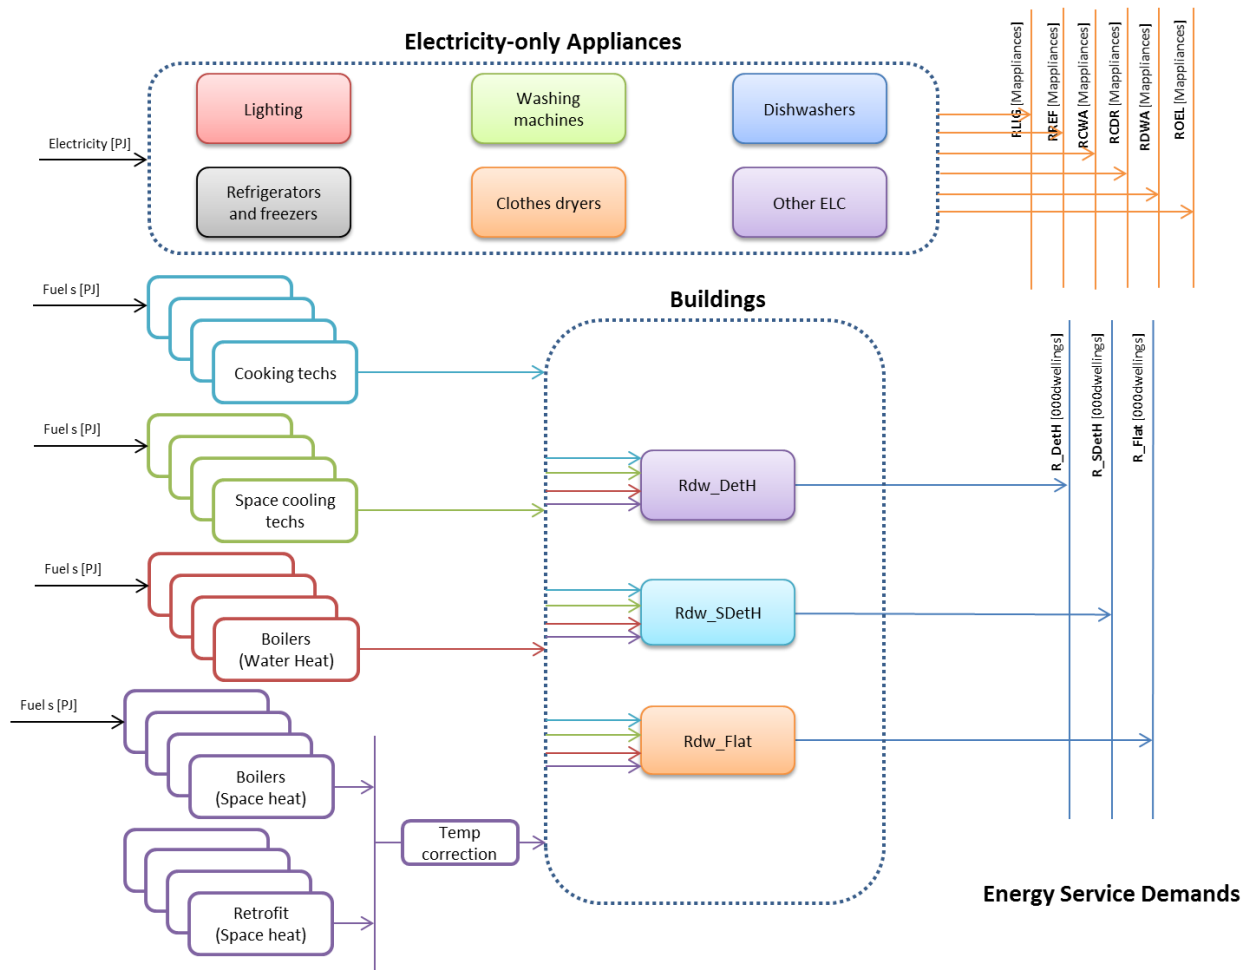 Electricity-only Appliances
Electricity [PJ]
Lighting
Washing
machines
Dishwashers
Refrigerators
and freezers
Clothes dryers
Other ELC
RLIG [Mappliances]
RREF [Mappliances]
RCWA [Mappliances]
RCDR [Mappliances]
RDWA [Mappliances]
ROEL [Mappliances]
Fuel s [PJ]
Cooking techs
Fuel s [PJ]
Space cooling
techs
Fuel s [PJ]
Boilers
(Water Heat)
Fuel s [PJ]
Boilers
(Space heat)
Retrofit
(Space heat)
Temp
correction
Buildings
Rdw_DetH
Rdw_SDetH
Rdw_Flat
R_DetH [000dwellings]
R_SDetH [000dwellings]
R_Flat [000dwellings]
Energy Service Demands